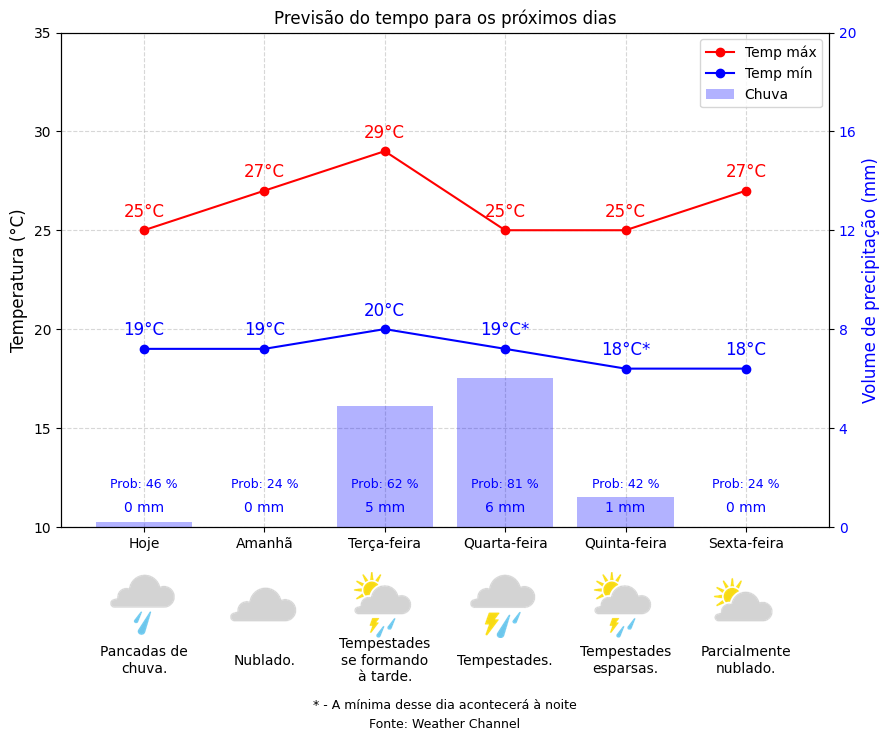 Previsão do tempo para os próximos dias
35
30
25
20
15
10
Temperatura (°C)
20
16
12
8
4
0
Volume de precipitação (mm)
Temp máx
Temp mín
Chuva
25°C
27°C
29°C
25°C
25°C
27°C
19°C
19°C
20°C
19°C*
18°C*
18°C
Prob: 46 %
Prob: 24 %
Prob: 62 %
Prob: 81 %
Prob: 42 %
Prob: 24 %
0 mm
0 mm
5 mm
6 mm
1 mm
0 mm
Hoje
Amanhã
Terça-feira
Quarta-feira
Quinta-feira
Sexta-feira
Pancadas de
chuva.
Nublado.
Tempestades
se formando
à tarde.
Tempestades.
Tempestades
esparsas.
Parcialmente
nublado.
* - A mínima desse dia acontecerá à noite
Fonte: Weather Channel